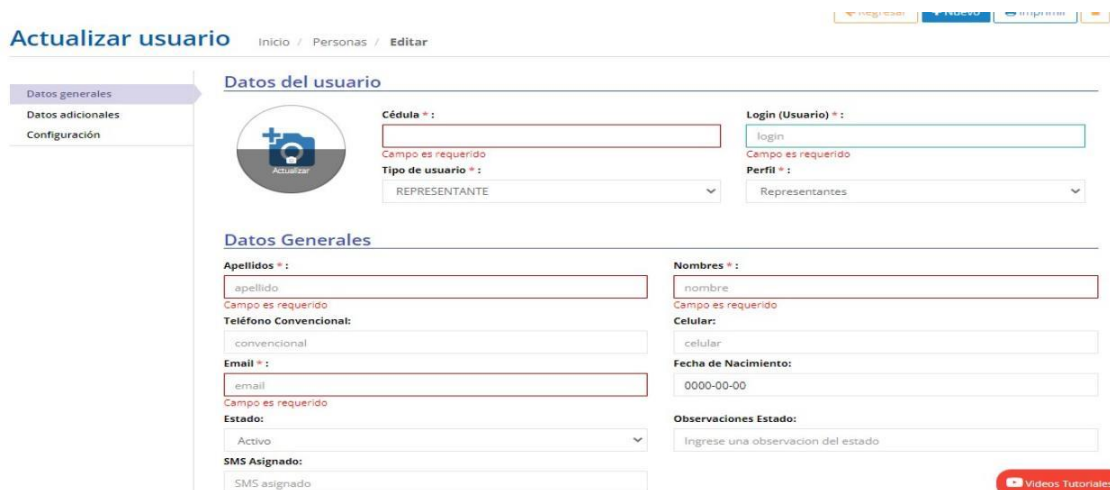 Regresar Nuevo Imprimir
Actualizar usuario Inicio / Personas / Editar
Datos generales
Datos adicionales
Configuración
Datos del usuario
Actualizar
Cédula * : Login (Usuario) * :
login
Campo es requerido Campo es requerido
Tipo de usuario * : Perfil * :
REPRESENTANTE Representantes
Datos Generales
Apellidos * : Nombres * :
apellido nombre
Campo es requerido Campo es requerido
Teléfono Convencional: Celular:
convencional celular
Email * : Fecha de Nacimiento:
email 0000-00-00
Campo es requerido
Estado: Observaciones Estado:
Activo Ingrese una observacion del estado
SMS Asignado:
SMS asignado
Videos Tutoriales